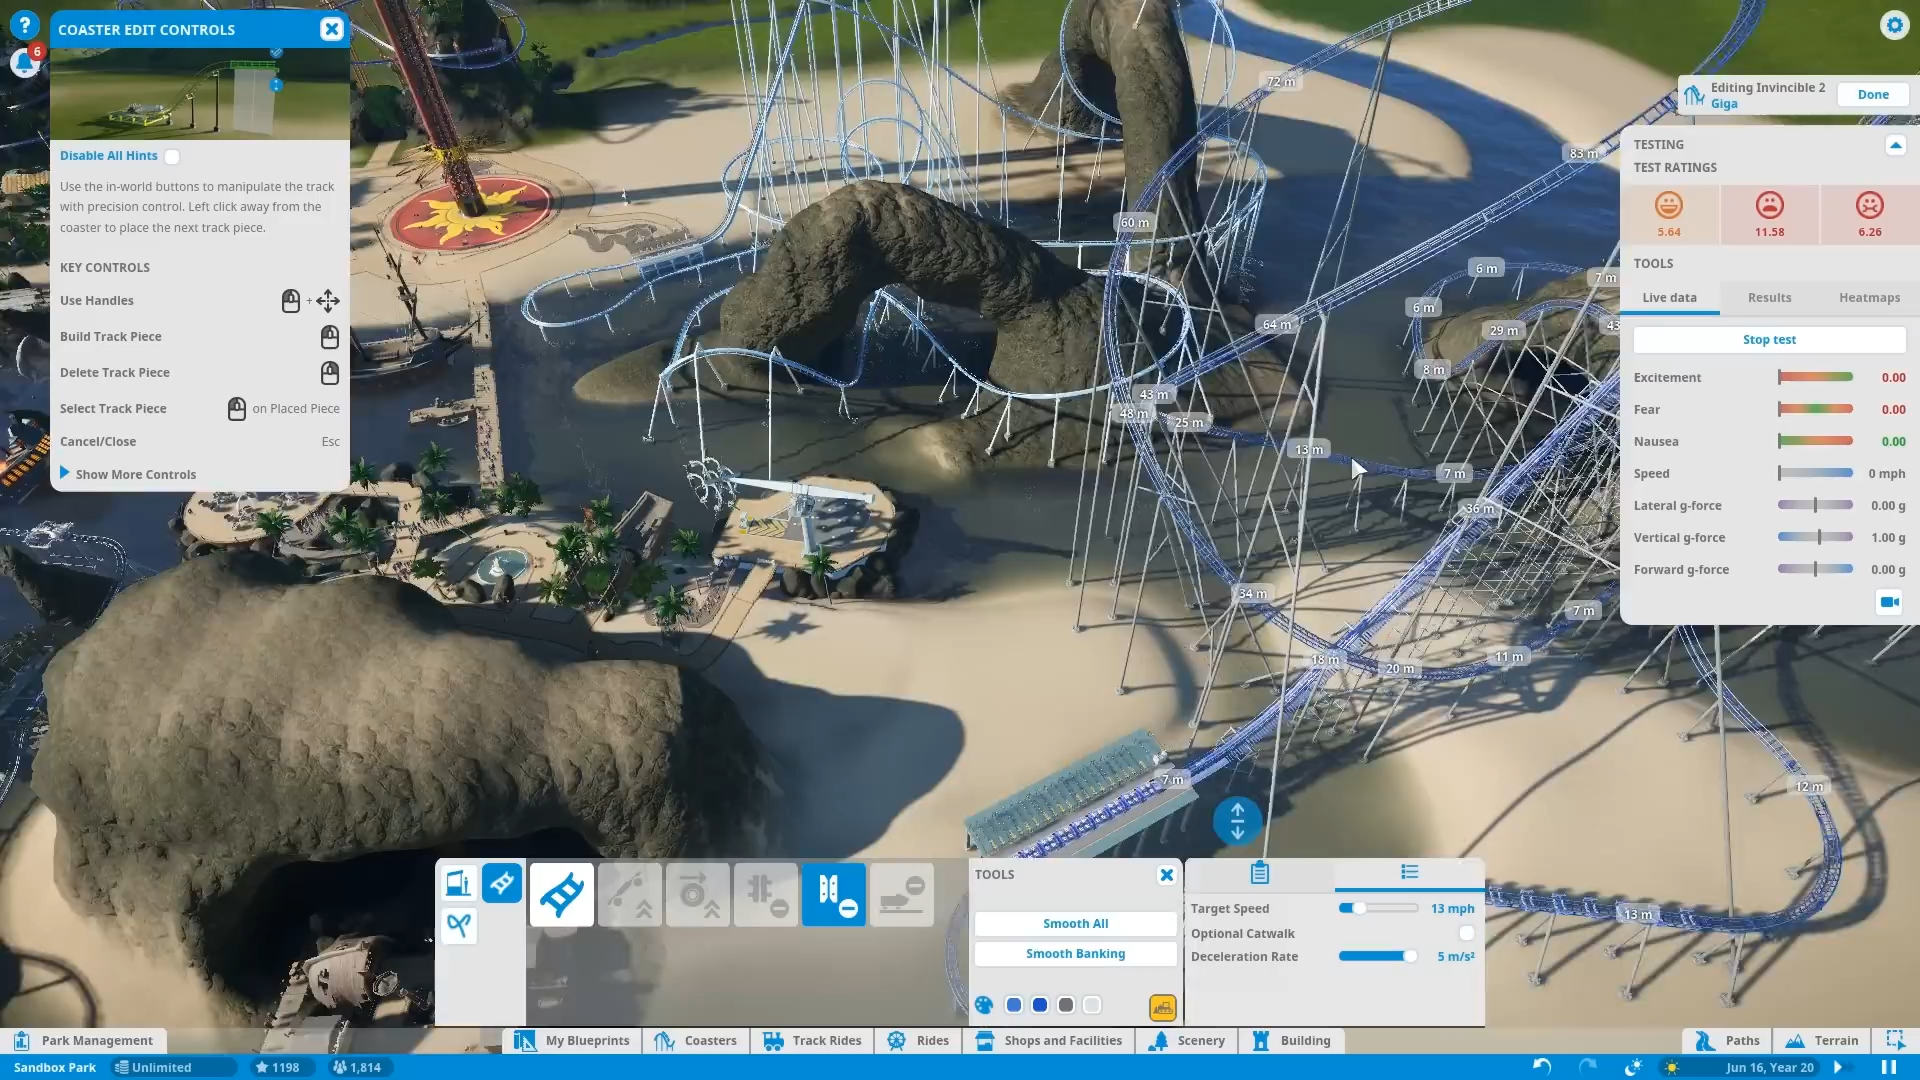 ?
6
COASTER EDIT CONTROLS
Disable All Hints
Use the in-world buttons to manipulate the track
with precision control. Left click away from the
coaster to place the next track piece.
KEY CONTROLS
Use Handles +
Build Track Piece
Delete Track Piece
Select Track Piece on Placed Piece
Cancel/Close Esc
Show More Controls
72 m
83 m
60 m
64 m
6 m
7 m
6 m
29 m
43
8 m
43 m
48 m
25 m
13 m
7 m
36 m
34 m
7 m
18 m
20 m
11 m
7 m
12 m
13 m
Editing Invincible 2
Giga
Done
TESTING
TEST RATINGS
5.64 11.58 6.26
TOOLS
Live data Results Heatmaps
Stop test
Excitement 0.00
Fear 0.00
Nausea 0.00
Speed 0 mph
Lateral g-force 0.00 g
Vertical g-force 1.00 g
Forward g-force 0.00 g
TOOLS
Smooth All
Smooth Banking
Target Speed 13 mph
Optional Catwalk
Deceleration Rate 5 m/s²
Park Management
My Blueprints
Coasters
Track Rides
Rides
Shops and Facilities
Scenery
Building
Paths
Terrain
Sandbox Park
Unlimited
1198
1,814
Jun 16, Year 20